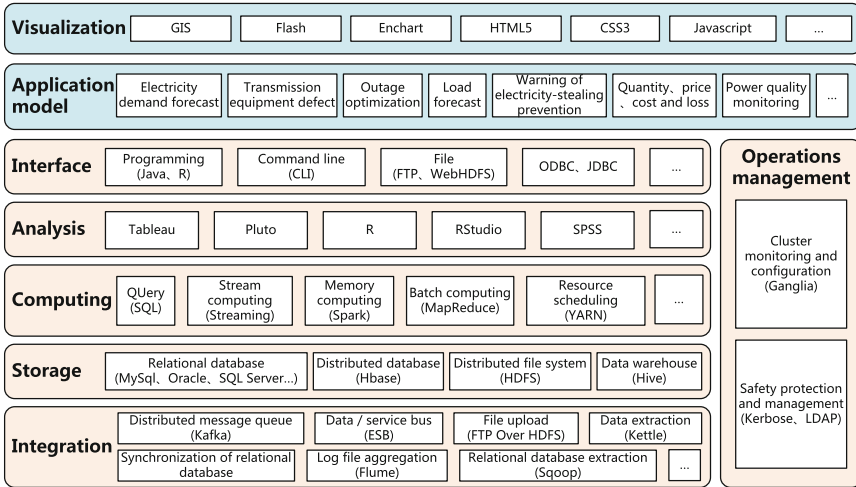 Visualization
GIS
Flash
Enchart
HTML5
CSS3
Javascript
...
Application
model
Electricity
demand forecast
Transmission
equipment defect
Outage
optimization
Load
forecast
Warning of
electricity-stealing
prevention
Quantity、price
、cost and loss
Power quality
monitoring
...
Interface
Programming
(Java、R)
Command line
(CLI)
File
(FTP、WebHDFS)
ODBC、JDBC
...
Analysis
Tableau
Pluto
R
RStudio
SPSS
...
Computing
QUery
(SQL)
Stream
computing
(Streaming)
Memory
computing
(Spark)
Batch computing
(MapReduce)
Resource
scheduling
(YARN)
...
Storage
Relational database
(MySql、Oracle、SQL Server...)
Distributed database
(Hbase)
Distributed file system
(HDFS)
Data warehouse
(Hive)
Integration
Distributed message queue
(Kafka)
Data / service bus
(ESB)
File upload
(FTP Over HDFS)
Data extraction
(Kettle)
Synchronization of relational
database
Log file aggregation
(Flume)
Relational database extraction
(Sqoop)
...
Operations
management
Cluster
monitoring and
configuration
(Ganglia)
Safety protection
and management
(Kerbose、LDAP)